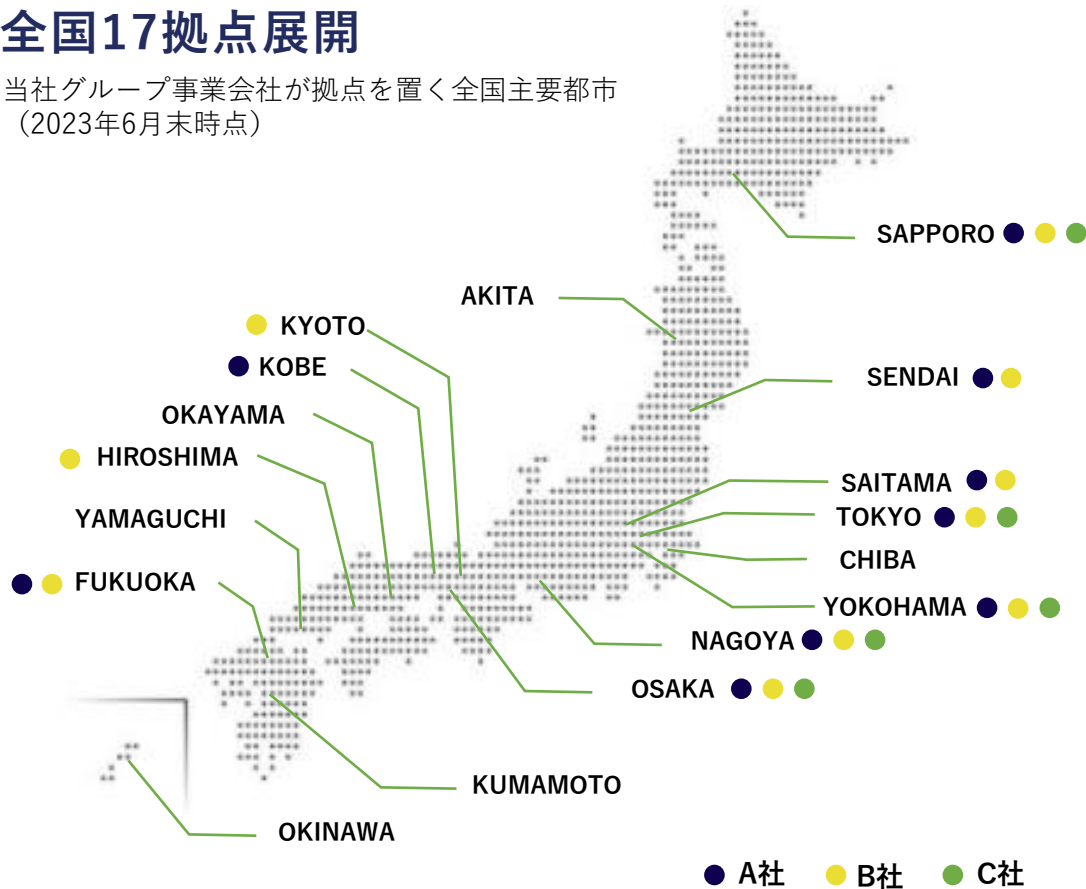 全国17拠点展開
当社グループ事業会社が拠点を置く全国主要都市
（2023年6月末時点）
SAPPORO
AKITA
KYOTO
KOBE
SENDAI
OKAYAMA
HIROSHIMA
SAITAMA
YAMAGUCHI
TOKYO
CHIBA
FUKUOKA
YOKOHAMA
NAGOYA
OSAKA
KUMAMOTO
OKINAWA
A社
B社
C社